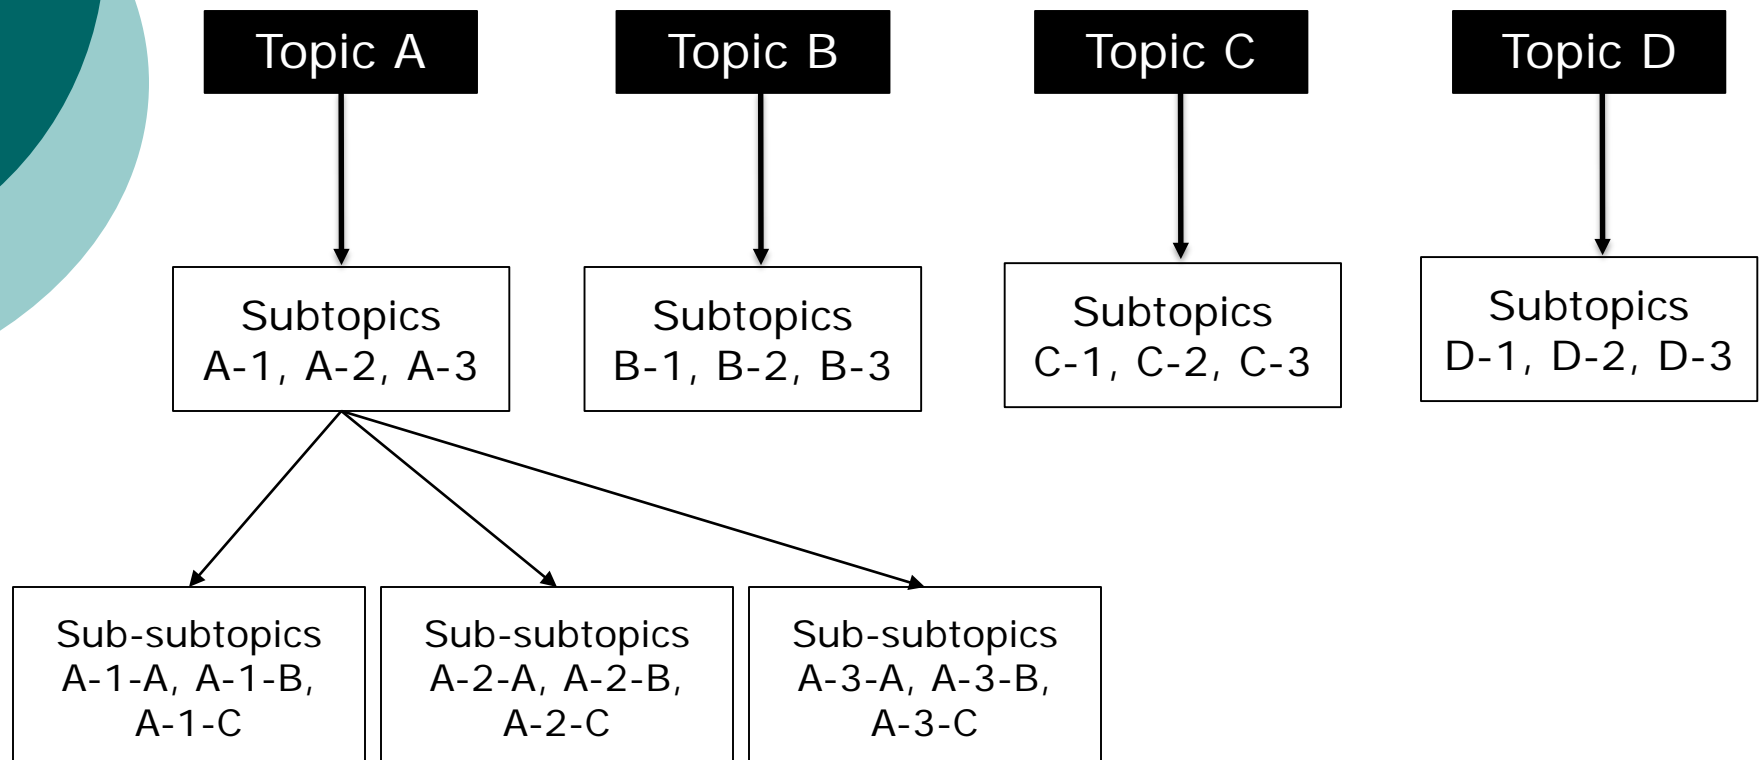 Topic A
Topic B
Topic C
Topic D
Subtopics
A-1, A-2, A-3
Subtopics
B-1, B-2, B-3
Subtopics
C-1, C-2, C-3
Subtopics
D-1, D-2, D-3
Sub-subtopics
A-1-A, A-1-B,
A-1-C
Sub-subtopics
A-2-A, A-2-B,
A-2-C
Sub-subtopics
A-3-A, A-3-B,
A-3-C